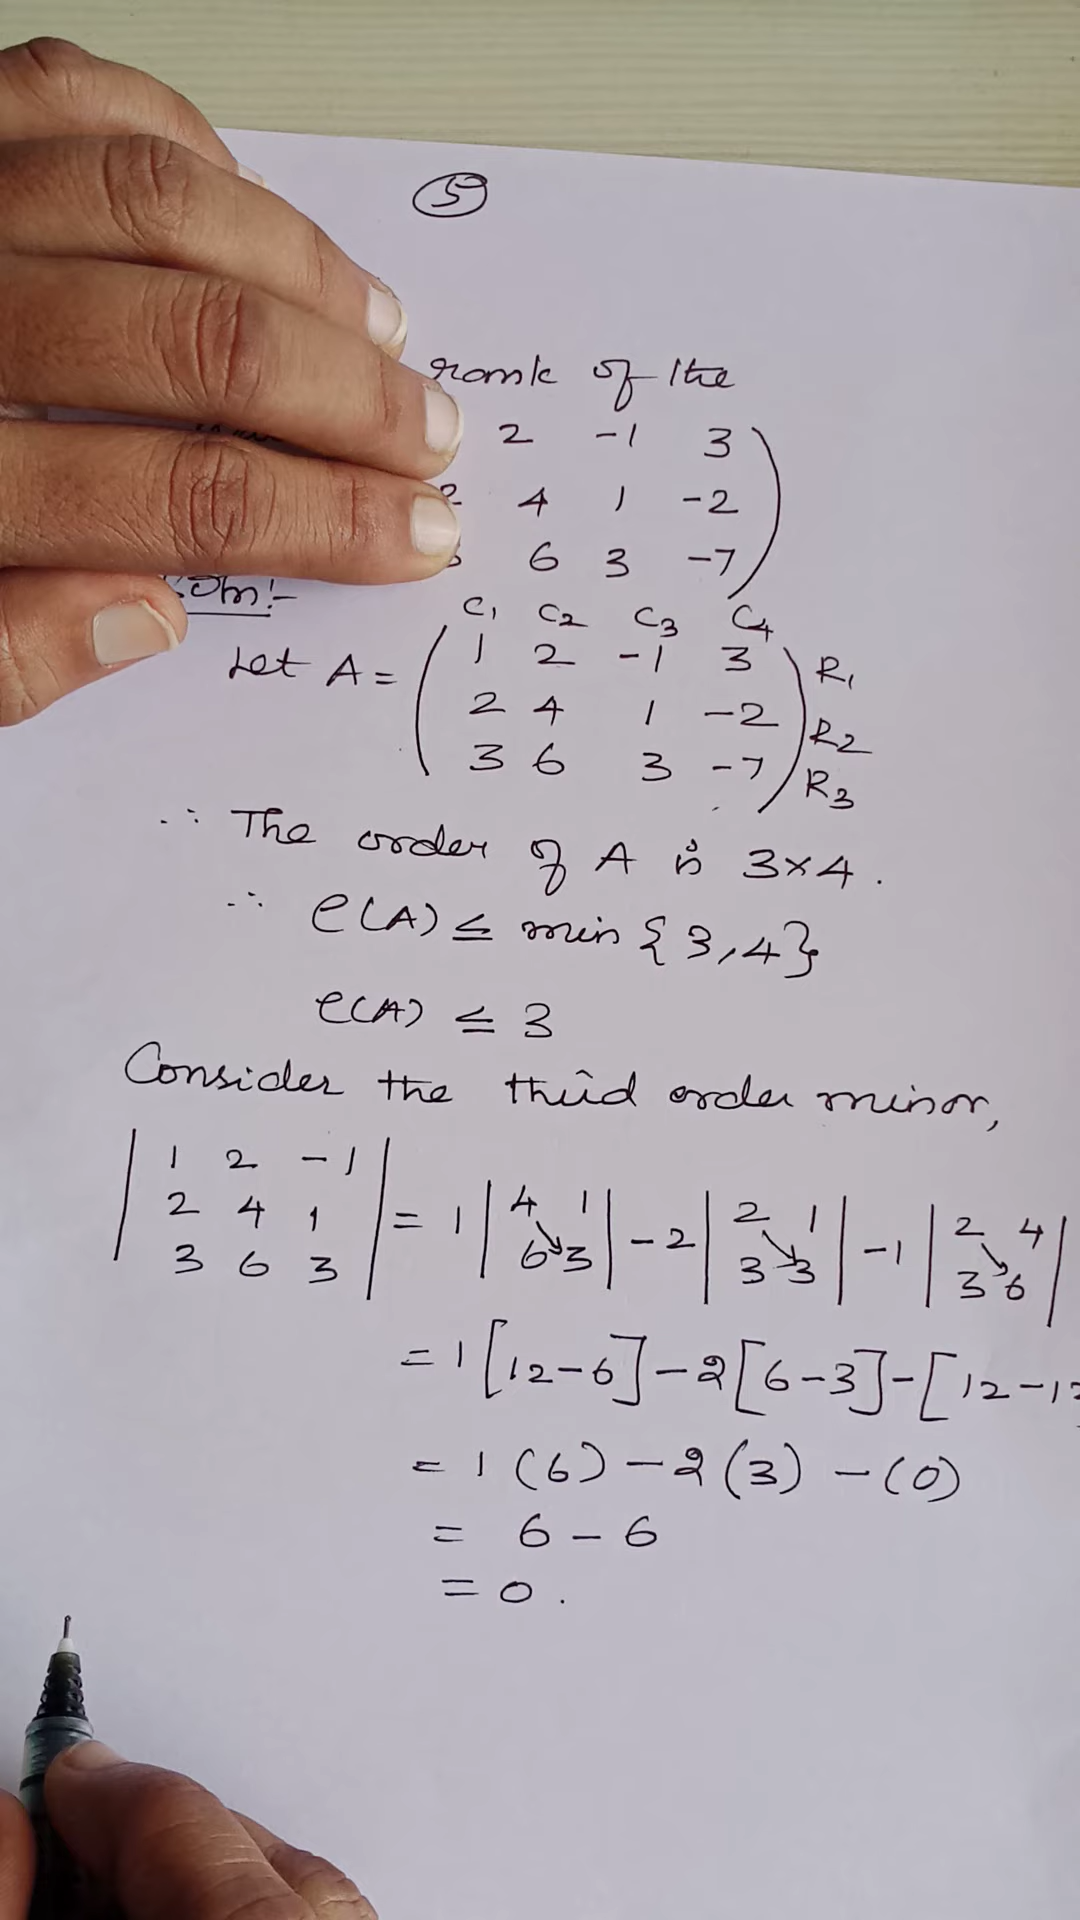 5
rank of the
2 -1 3
2 4 1 -2
6 3 -7
Soln:-
C1 C2 C3 C4
Let A = ( 1 2 -1 3 ) R1
2 4 1 -2 R2
3 6 3 -7 R3
∴ The order of A is 3×4.
∴ ρ(A) ≤ min {3,4}
ρ(A) ≤ 3
Consider the third order minor,
| 1 2 -1 |
| 2 4 1 | = 1 | 4 1 | - 2 | 2 1 | - 1 | 2 4 |
| 3 6 3 | | 6 3 | | 3 3 | | 3 6 |
= 1 [12-6] - 2 [6-3] - [12-12
= 1 (6) - 2 (3) - (0)
= 6 - 6
= 0.